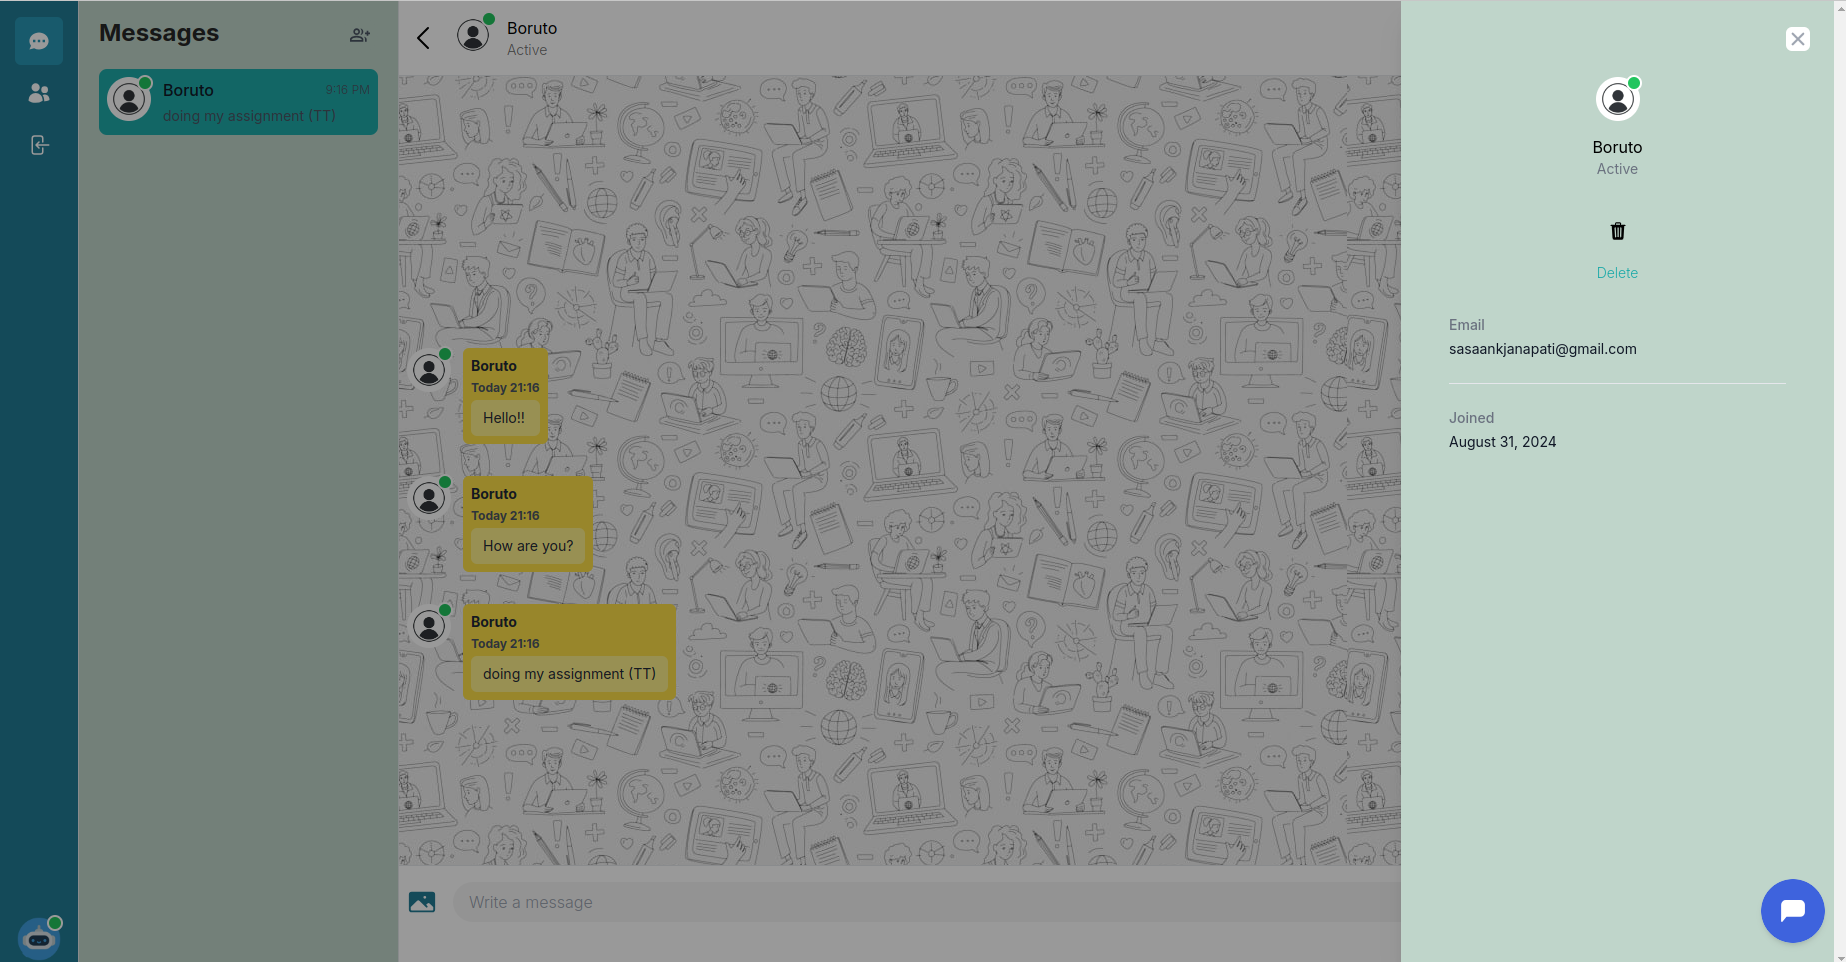 Messages
Boruto
9:16 PM
doing my assignment (TT)
Boruto
Active
Boruto
Today 21:16
Hello!!
Boruto
Today 21:16
How are you?
Boruto
Today 21:16
doing my assignment (TT)
Write a message
Boruto
Active
Delete
Email
sasaankjanapati@gmail.com
Joined
August 31, 2024